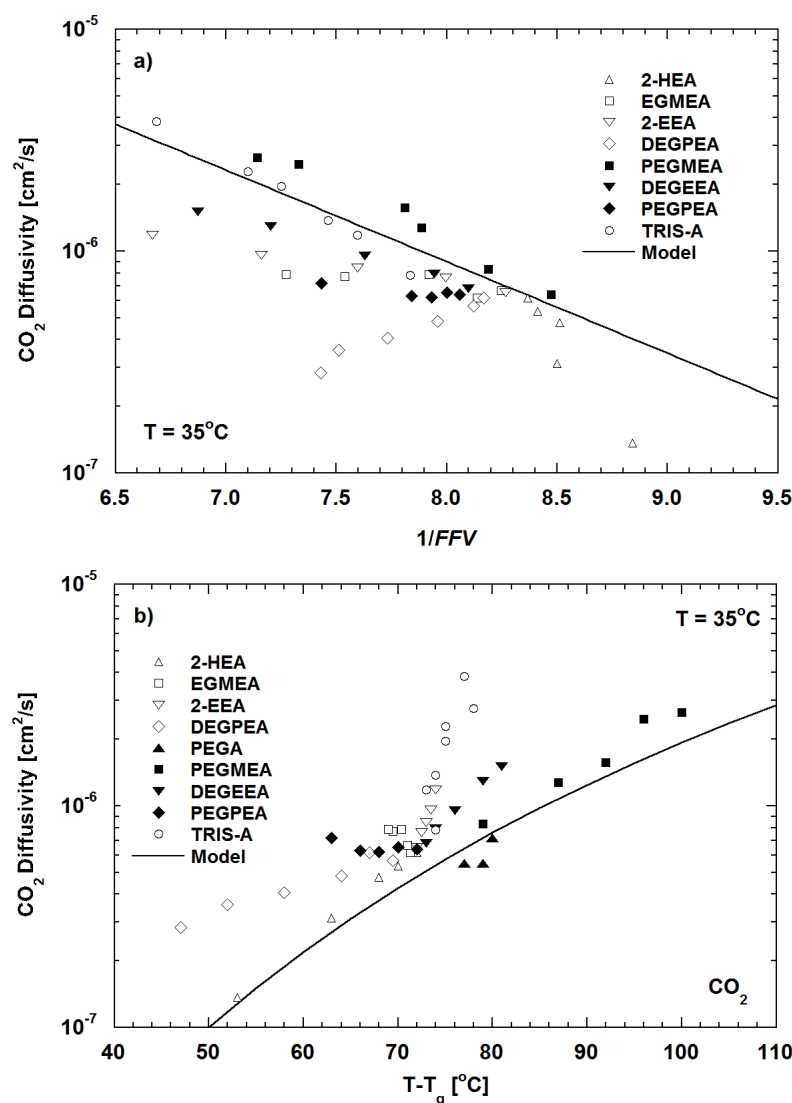 10⁻⁵
a)
2-HEA
EGMEA
2-EEA
DEGPEA
PEGMEA
DEGEEA
PEGPEA
TRIS-A
Model
CO₂ Diffusivity [cm²/s]
10⁻⁶
T = 35°C
10⁻⁷
6.5 7.0 7.5 8.0 8.5 9.0 9.5
1/FFV
10⁻⁵
b)
T = 35°C
2-HEA
EGMEA
2-EEA
DEGPEA
PEGA
PEGMEA
DEGEEA
PEGPEA
TRIS-A
Model
CO₂ Diffusivity [cm²/s]
10⁻⁶
CO₂
10⁻⁷
40 50 60 70 80 90 100 110
T-Tg [°C]